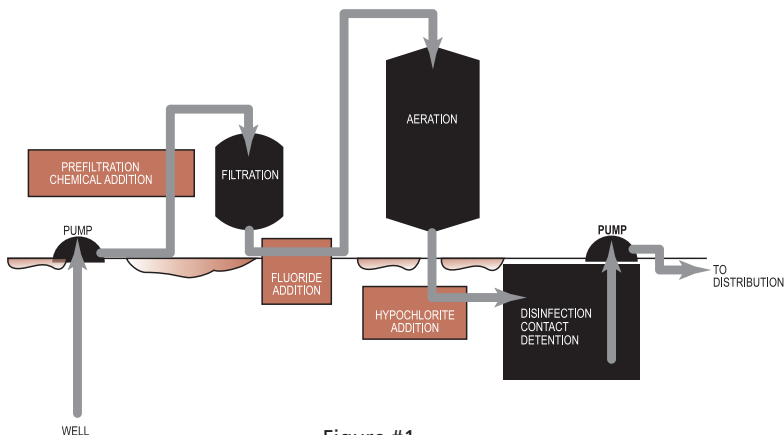 AERATION
PREFILTRATION
CHEMICAL ADDITION
FILTRATION
PUMP
PUMP
FLUORIDE
ADDITION
TO
DISTRIBUTION
HYPOCHLORITE
ADDITION
DISINFECTION
CONTACT
DETENTION
WELL